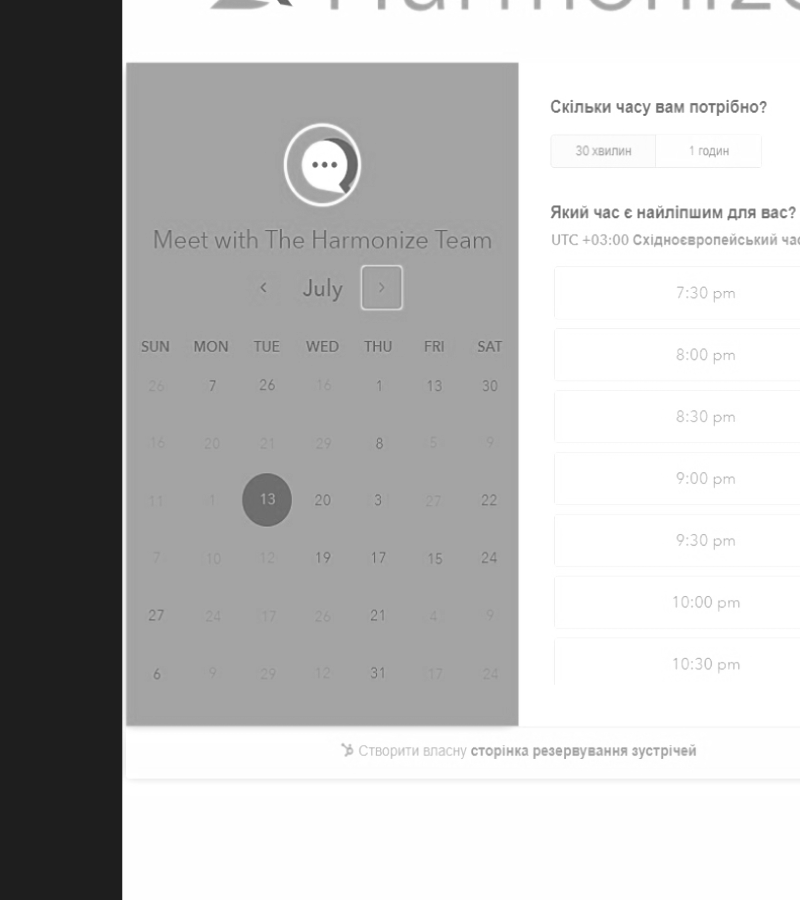 Harmonize
Meet with The Harmonize Team
July
SUN MON TUE WED THU FRI SAT
26 7 26 16 1 13 30
16 20 21 29 8 5 9
11 1 13 20 3 27 22
7 10 12 19 17 15 24
27 24 17 26 21 4 9
6 9 29 12 31 17 24
Скільки часу вам потрібно?
30 хвилин 1 годин
Який час є найліпшим для вас?
UTC +03:00 Східноєвропейський час
7:30 pm
8:00 pm
8:30 pm
9:00 pm
9:30 pm
10:00 pm
10:30 pm
Створити власну сторінка резервування зустрічей